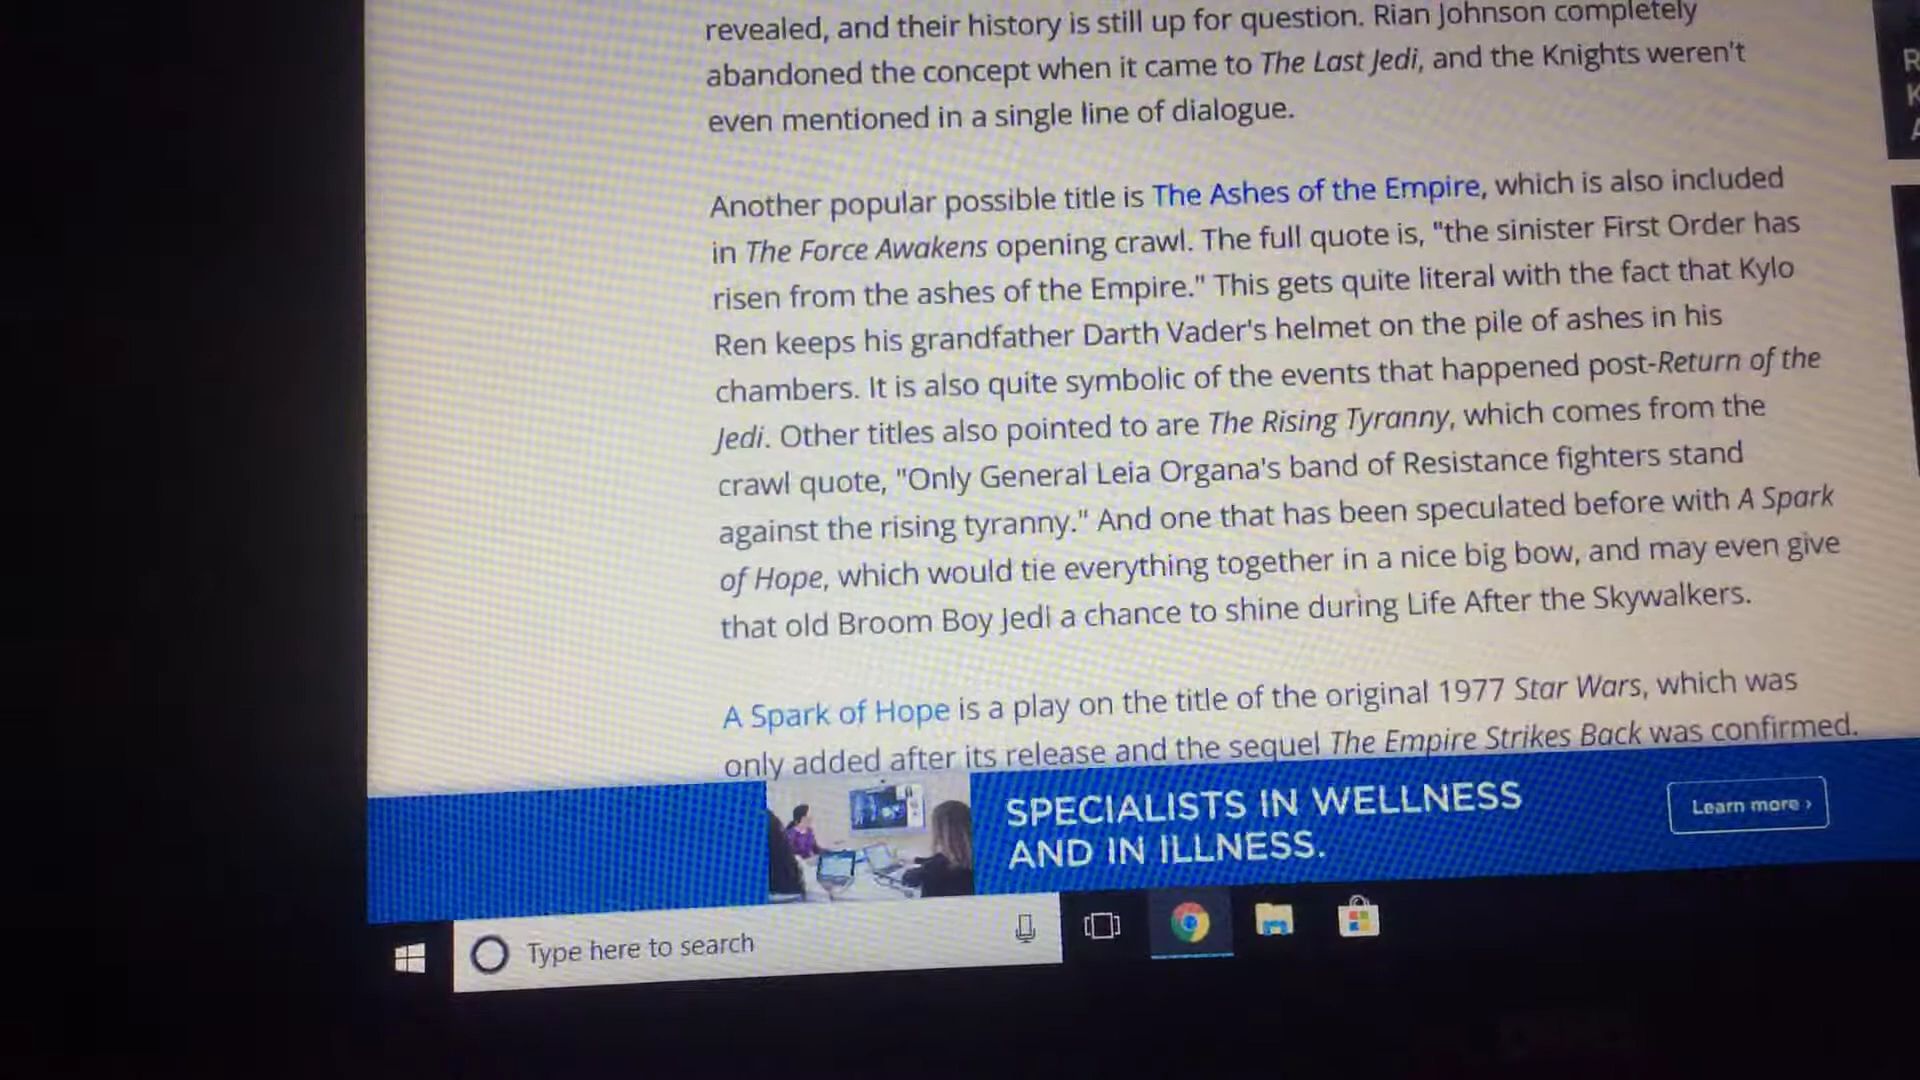 revealed, and their history is still up for question. Rian Johnson completely
abandoned the concept when it came to The Last Jedi, and the Knights weren't
even mentioned in a single line of dialogue.
Another popular possible title is The Ashes of the Empire, which is also included
in The Force Awakens opening crawl. The full quote is, "the sinister First Order has
risen from the ashes of the Empire." This gets quite literal with the fact that Kylo
Ren keeps his grandfather Darth Vader's helmet on the pile of ashes in his
chambers. It is also quite symbolic of the events that happened post-Return of the
Jedi. Other titles also pointed to are The Rising Tyranny, which comes from the
crawl quote, "Only General Leia Organa's band of Resistance fighters stand
against the rising tyranny." And one that has been speculated before with A Spark
of Hope, which would tie everything together in a nice big bow, and may even give
that old Broom Boy Jedi a chance to shine during Life After the Skywalkers.
A Spark of Hope is a play on the title of the original 1977 Star Wars, which was
only added after its release and the sequel The Empire Strikes Back was confirmed.
SPECIALISTS IN WELLNESS
AND IN ILLNESS.
Learn more ›
Type here to search